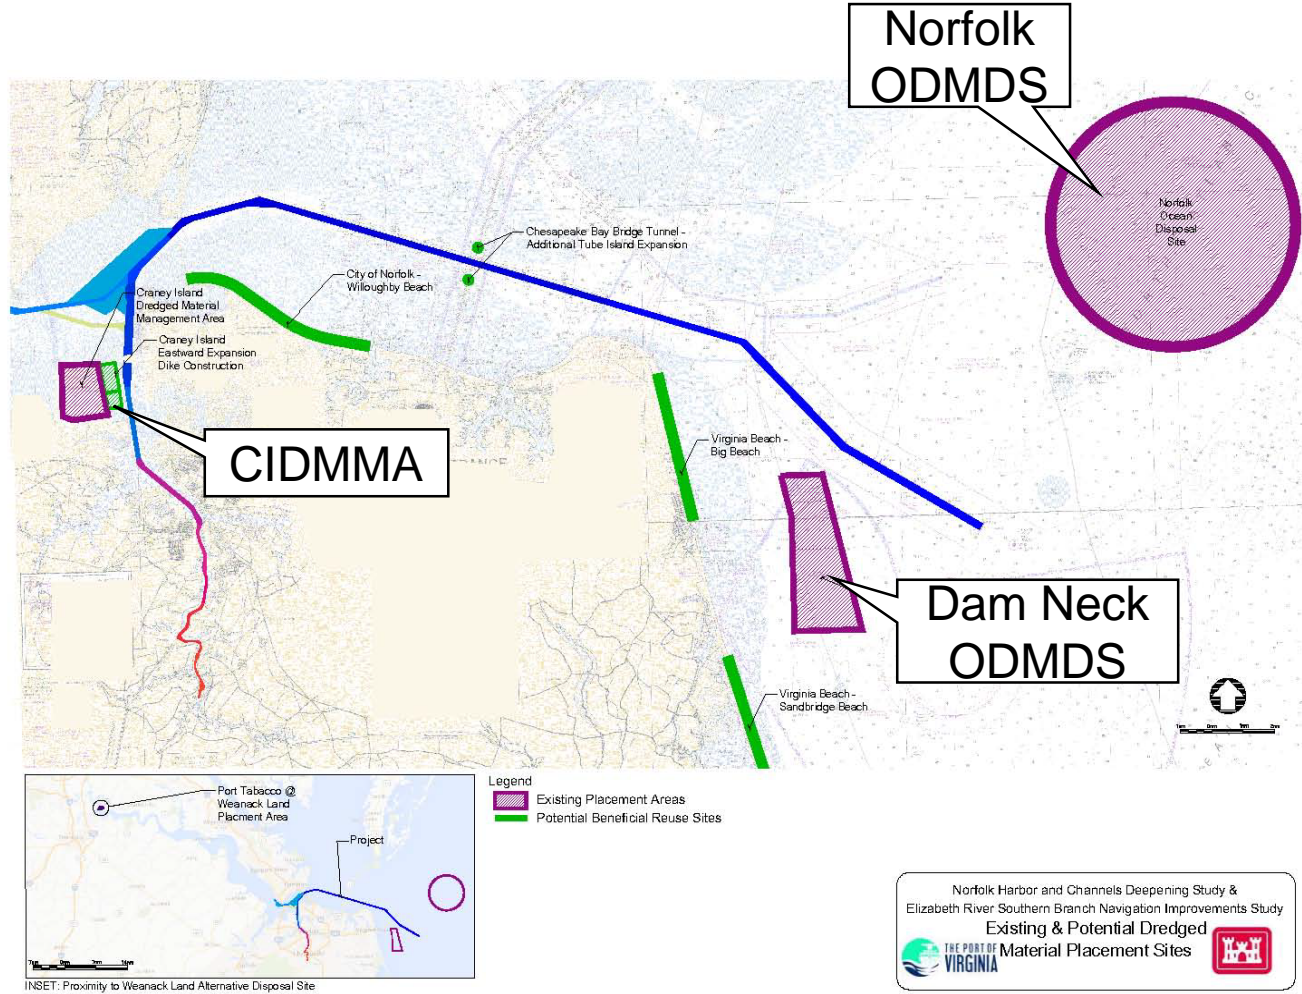 Norfolk
ODMDS
Norfolk
Ocean
Disposal
Site
Chesapeake Bay Bridge Tunnel -
Additional Tube Island Expansion
City of Norfolk -
Willoughby Beach
Craney Island
Dredged Material
Management Area
Craney Island
Eastward Expansion
Dike Construction
CIDMMA
Virginia Beach -
Big Beach
Dam Neck
ODMDS
Virginia Beach -
Sandbridge Beach
Port Tabacco @
Weanack Land
Placment Area
Project
INSET: Proximity to Weanack Land Alternative Disposal Site
Legend
Existing Placement Areas
Potential Beneficial Reuse Sites
Norfolk Harbor and Channels Deepening Study &
Elizabeth River Southern Branch Navigation Improvements Study
Existing & Potential Dredged
Material Placement Sites
THE PORT OF
VIRGINIA